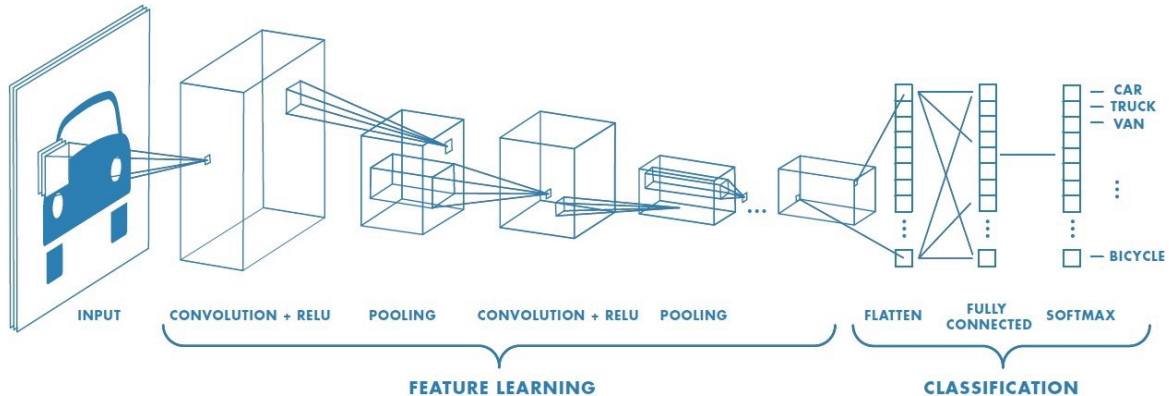 CAR
TRUCK
VAN
BICYCLE
INPUT
CONVOLUTION + RELU
POOLING
CONVOLUTION + RELU
POOLING
FLATTEN
FULLY
CONNECTED
SOFTMAX
FEATURE LEARNING
CLASSIFICATION